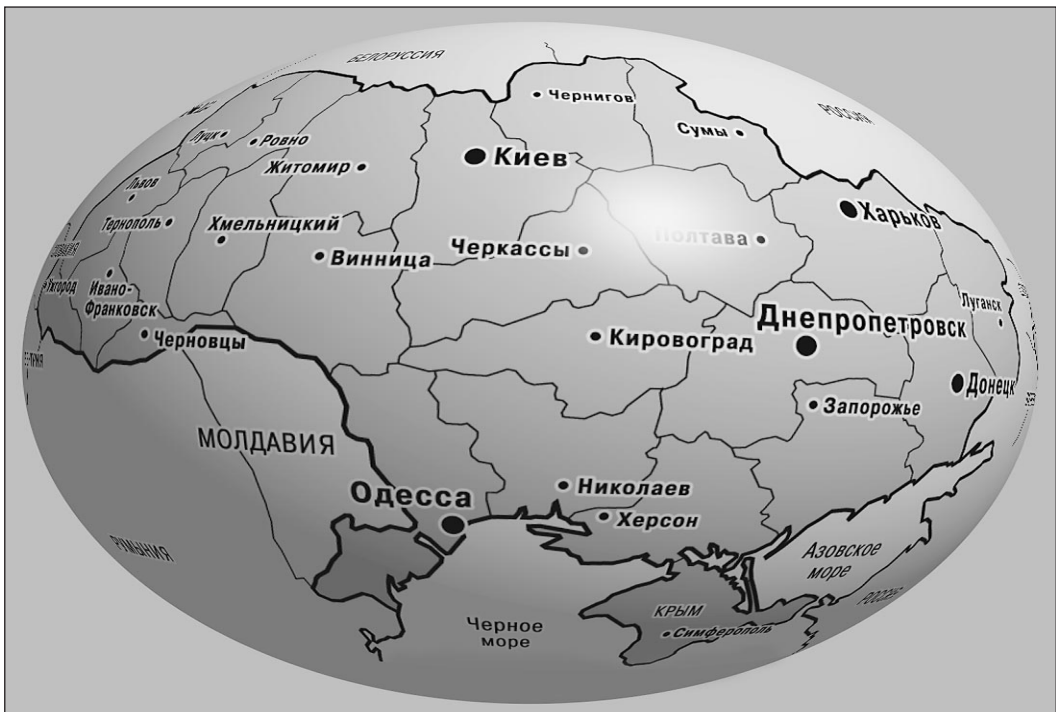 БЕЛОРУССИЯ
РОССИЯ
Чернигов
Сумы
Луцк
Ровно
Киев
Житомир
Львов
Харьков
Тернополь
Хмельницкий
Полтава
Черкассы
Винница
Ужгород
Ивано-
Франковск
Луганск
Днепропетровск
Черновцы
Кировоград
Донецк
Запорожье
МОЛДАВИЯ
Одесса
Николаев
Херсон
РУМЫНИЯ
Азовское
море
РОССИЯ
КРЫМ
Черное
море
Симферополь